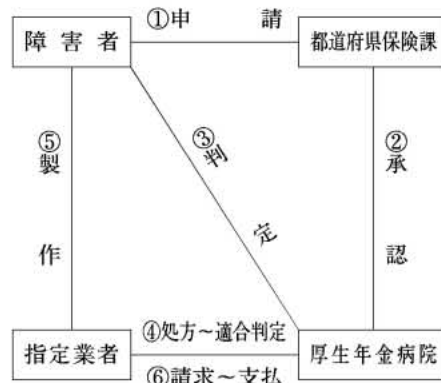 ①申請
障害者
都道府県保険課
⑤製作
③判定
②承認
④処方～適合判定
指定業者
厚生年金病院
⑥請求～支払